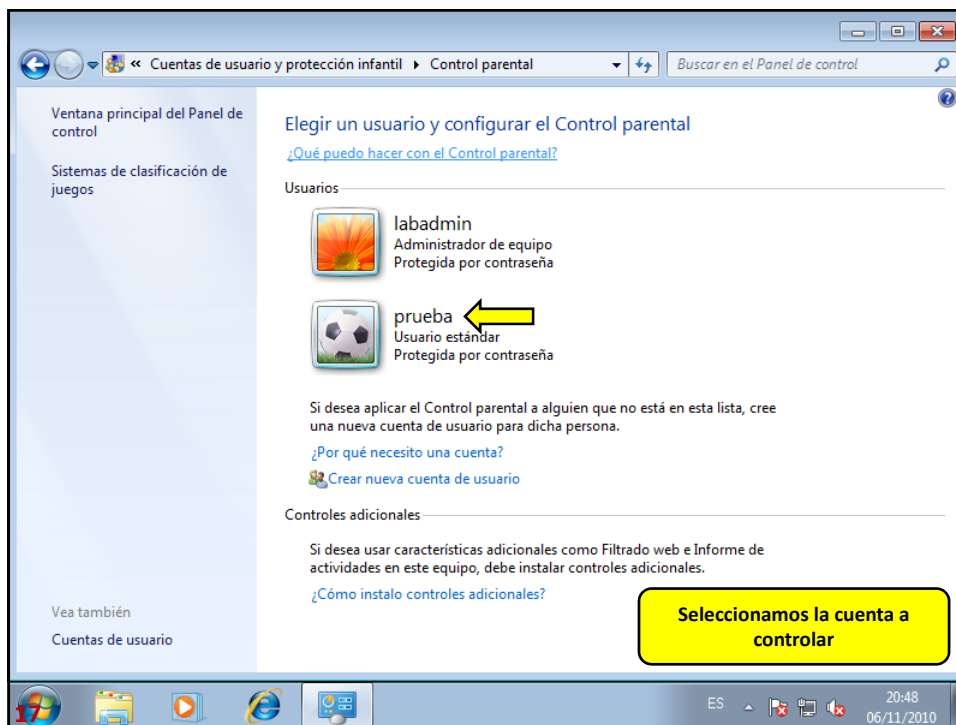 « Cuentas de usuario y protección infantil ▸ Control parental
Buscar en el Panel de control
Ventana principal del Panel de
control
Sistemas de clasificación de
juegos
Elegir un usuario y configurar el Control parental
¿Qué puedo hacer con el Control parental?
Usuarios
labadmin
Administrador de equipo
Protegida por contraseña
prueba
Usuario estándar
Protegida por contraseña
Si desea aplicar el Control parental a alguien que no está en esta lista, cree
una nueva cuenta de usuario para dicha persona.
¿Por qué necesito una cuenta?
Crear nueva cuenta de usuario
Controles adicionales
Si desea usar características adicionales como Filtrado web e Informe de
actividades en este equipo, debe instalar controles adicionales.
¿Cómo instalo controles adicionales?
Vea también
Cuentas de usuario
Seleccionamos la cuenta a
controlar
17
ES
20:48
06/11/2010